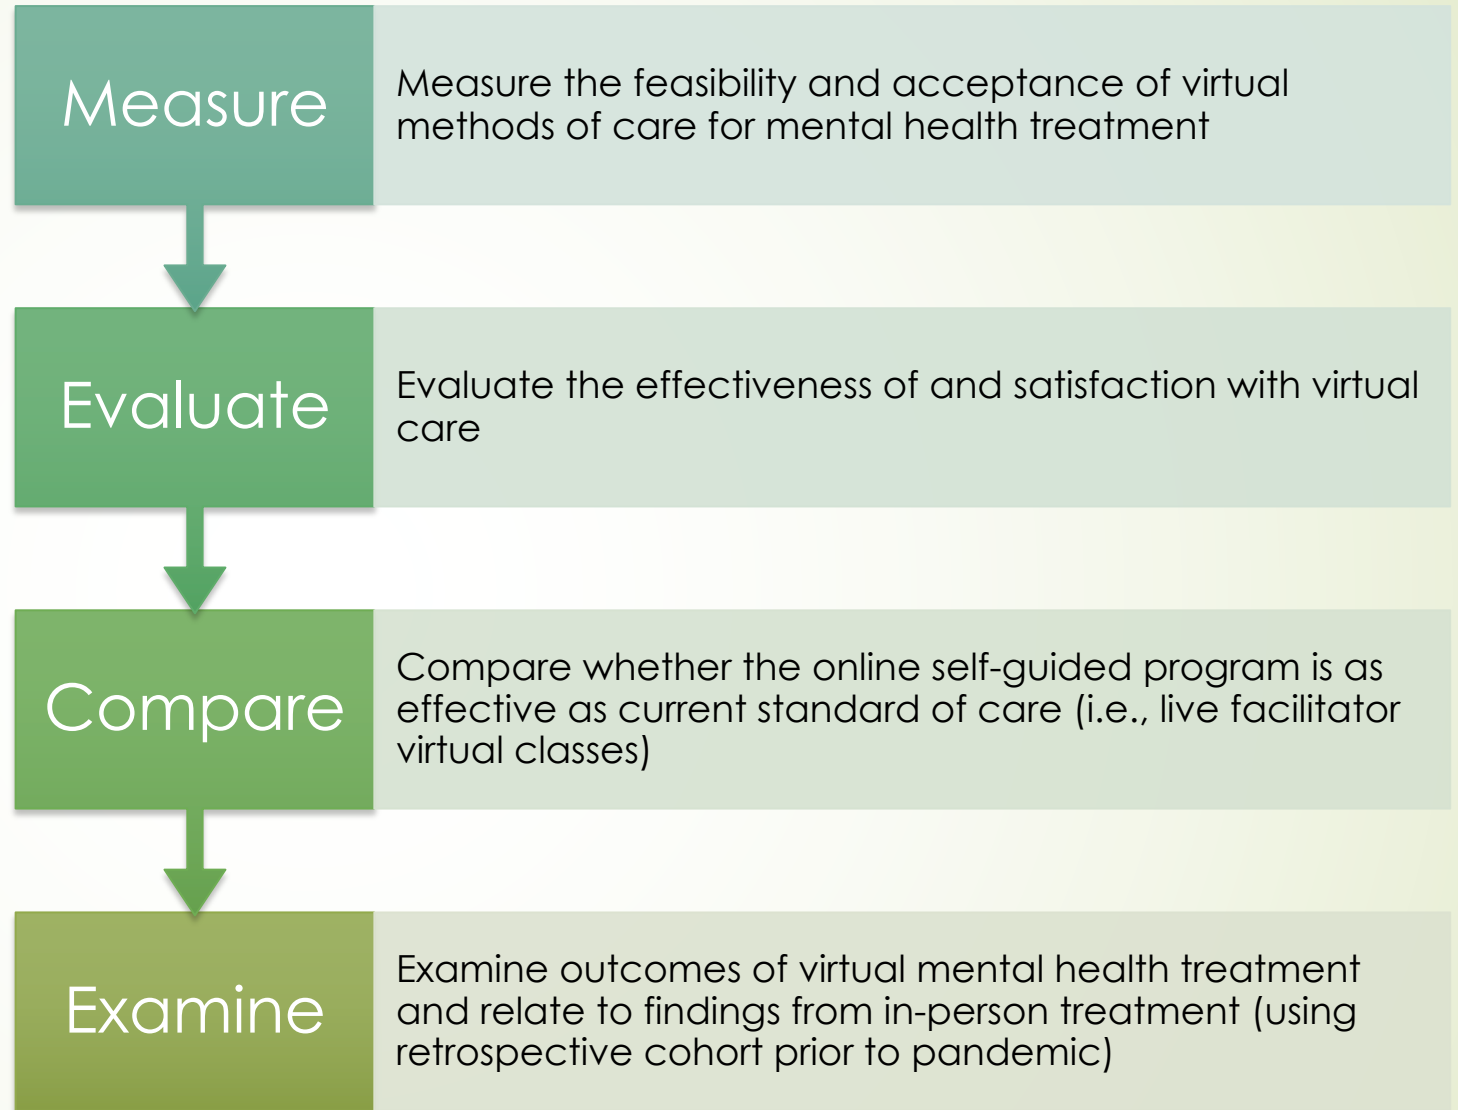 Measure
Measure the feasibility and acceptance of virtual
methods of care for mental health treatment
Evaluate
Evaluate the effectiveness of and satisfaction with virtual
care
Compare
Compare whether the online self-guided program is as
effective as current standard of care (i.e., live facilitator
virtual classes)
Examine
Examine outcomes of virtual mental health treatment
and relate to findings from in-person treatment (using
retrospective cohort prior to pandemic)